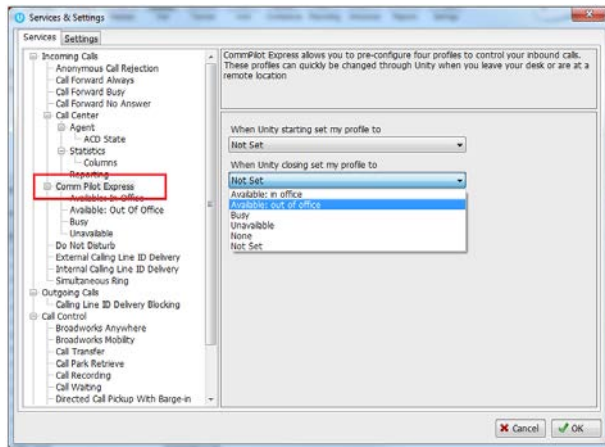 Services & Settings
Services
Settings
Incoming Calls
Anonymous Call Rejection
Call Forward Always
Call Forward Busy
Call Forward No Answer
Call Center
Agent
ACD State
Statistics
Columns
Reporting
Comm Pilot Express
Available: In Office
Available: Out Of Office
Busy
Unavailable
Do Not Disturb
External Calling Line ID Delivery
Internal Calling Line ID Delivery
Simultaneous Ring
Outgoing Calls
Calling Line ID Delivery Blocking
Call Control
Broadworks Anywhere
Broadworks Mobility
Call Transfer
Call Park Retrieve
Call Recording
Call Waiting
Directed Call Pickup With Barge-in
CommPilot Express allows you to pre-configure four profiles to control your inbound calls.
These profiles can quickly be changed through Unity when you leave your desk or are at a
remote location
When Unity starting set my profile to
Not Set
When Unity closing set my profile to
Not Set
Available: in office
Available: out of office
Busy
Unavailable
None
Not Set
Cancel
OK